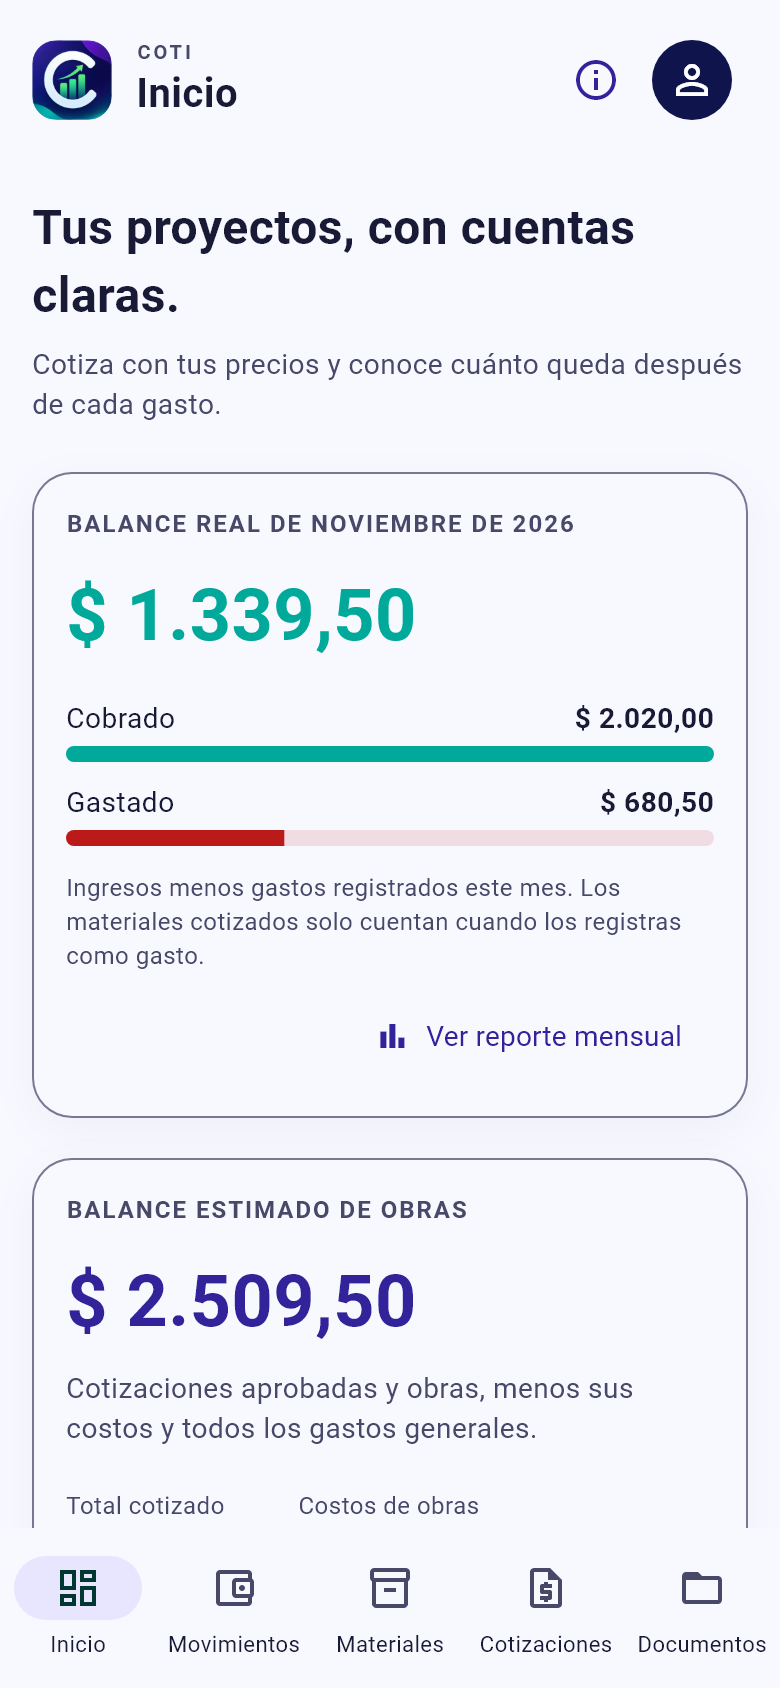 COTI
Inicio
Tus proyectos, con cuentas
claras.
Cotiza con tus precios y conoce cuánto queda después
de cada gasto.
BALANCE REAL DE NOVIEMBRE DE 2026
$ 1.339,50
Cobrado $ 2.020,00
Gastado $ 680,50
Ingresos menos gastos registrados este mes. Los
materiales cotizados solo cuentan cuando los registras
como gasto.
Ver reporte mensual
BALANCE ESTIMADO DE OBRAS
$ 2.509,50
Cotizaciones aprobadas y obras, menos sus
costos y todos los gastos generales.
Total cotizado Costos de obras
Inicio Movimientos Materiales Cotizaciones Documentos